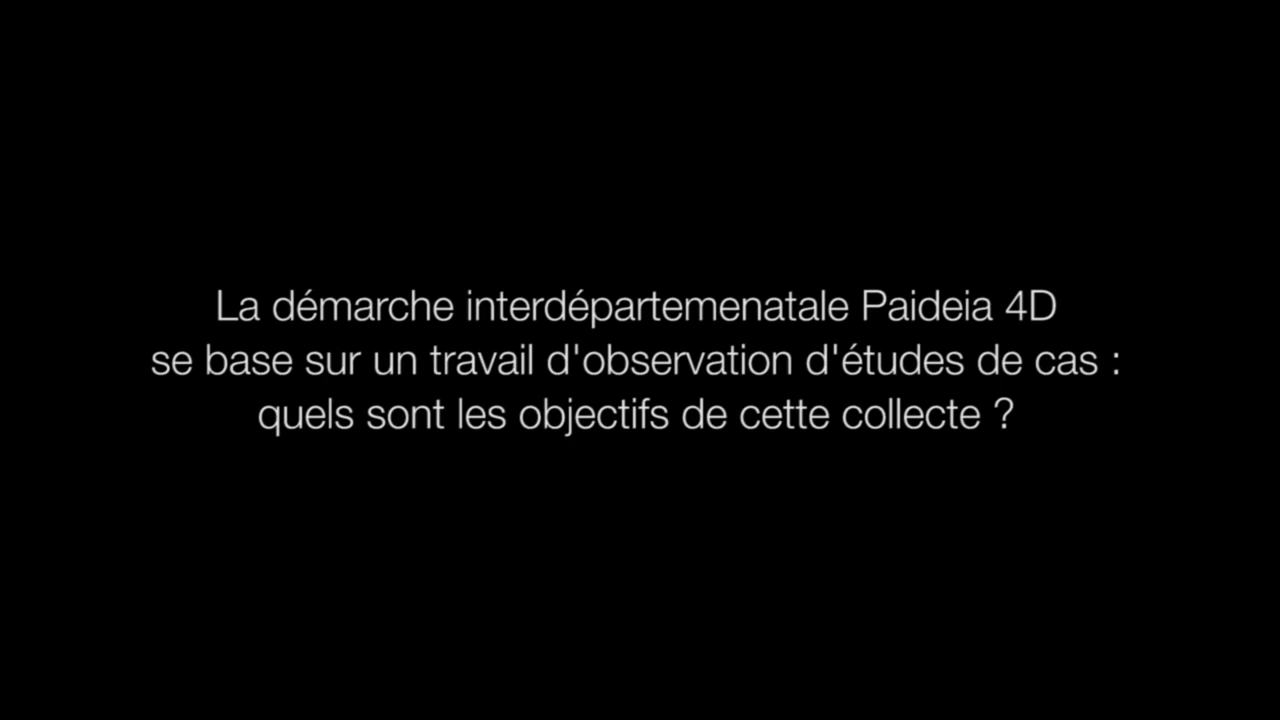 La démarche interdépartemenatale Paideia 4D
se base sur un travail d'observation d'études de cas :
quels sont les objectifs de cette collecte ?